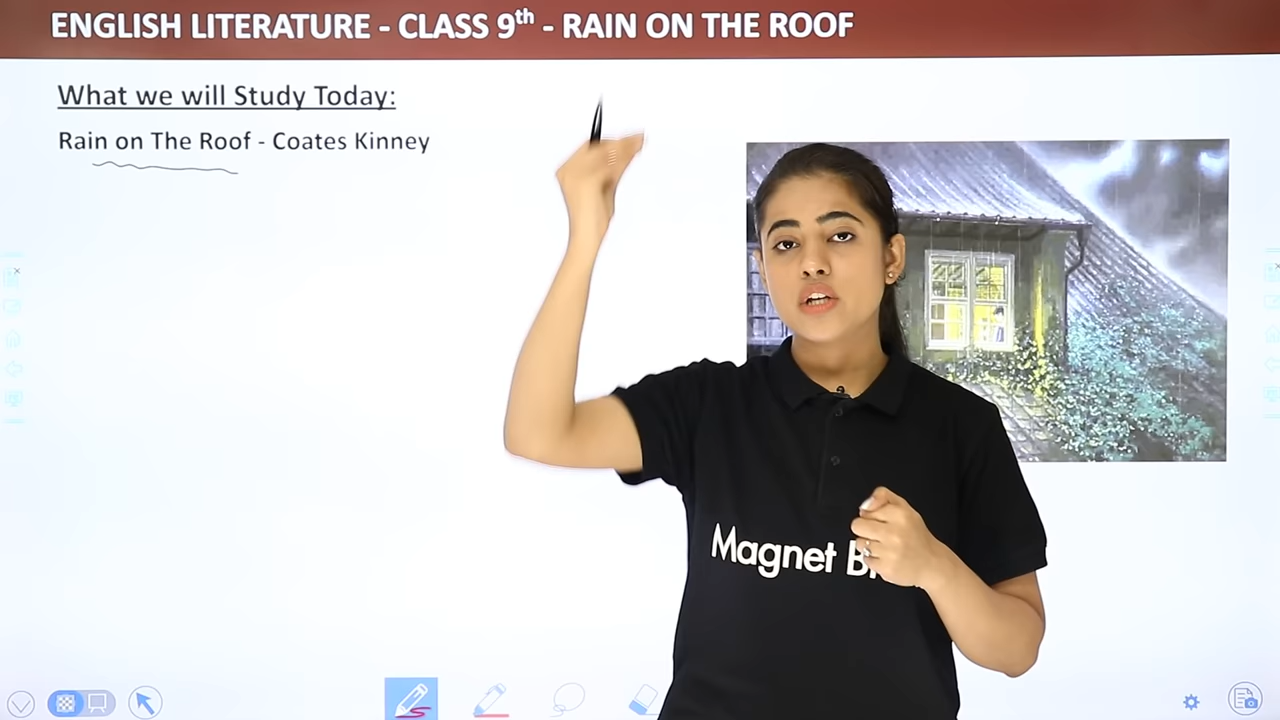 ENGLISH LITERATURE - CLASS 9th - RAIN ON THE ROOF
What we will Study Today:
Rain on The Roof - Coates Kinney
Magnet